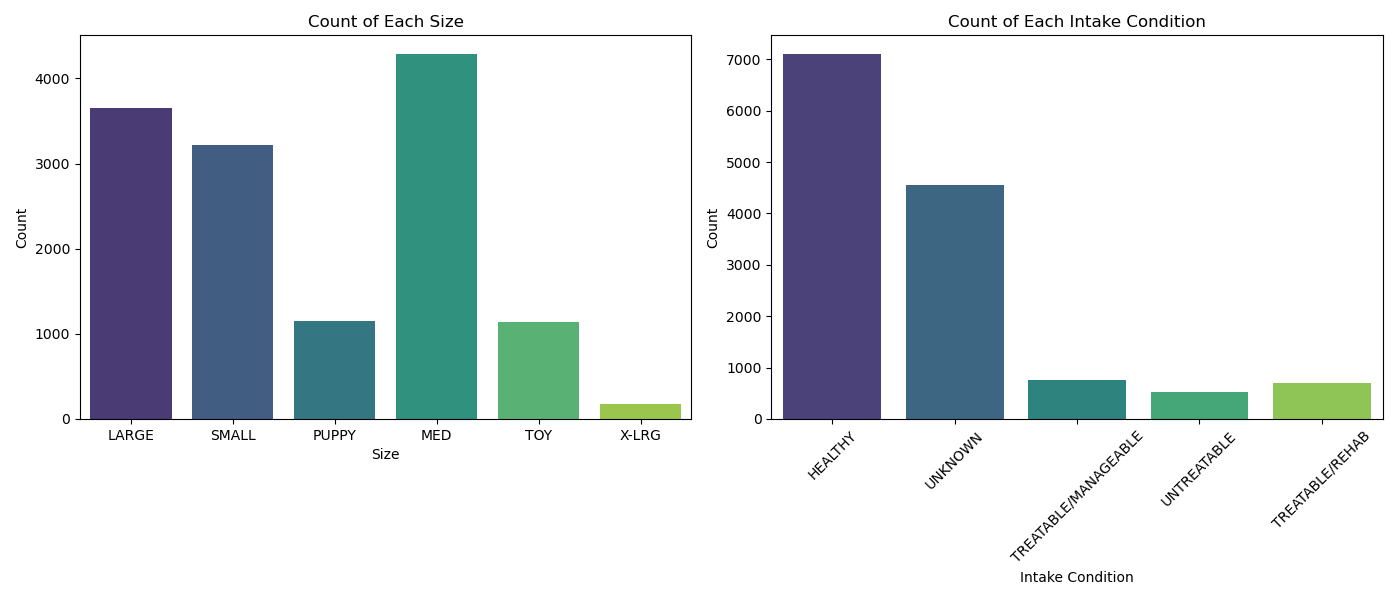 Count of Each Size
Count
4000
3000
2000
1000
0
LARGE SMALL PUPPY MED TOY X-LRG
Size
Count of Each Intake Condition
Count
7000
6000
5000
4000
3000
2000
1000
0
HEALTHY
UNKNOWN
TREATABLE/MANAGEABLE
UNTREATABLE
TREATABLE/REHAB
Intake Condition